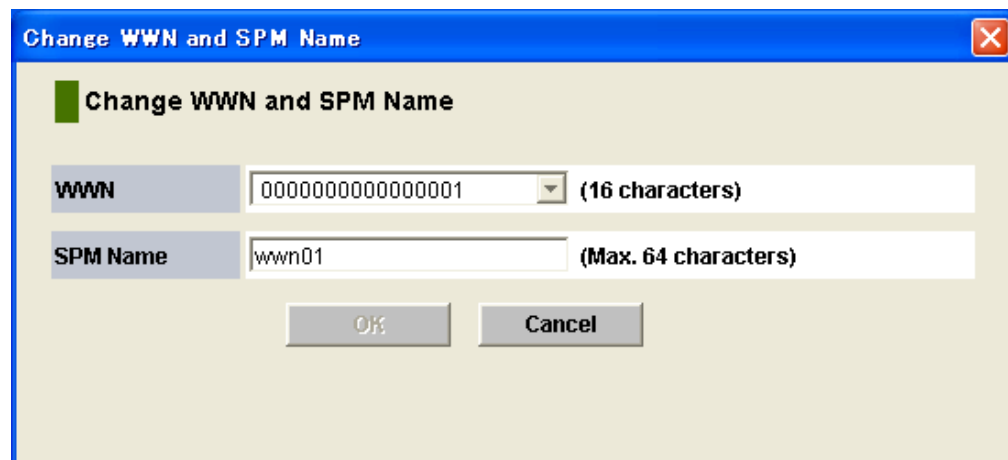 Change WWN and SPM Name
Change WWN and SPM Name
WWN 0000000000000001 (16 characters)
SPM Name wwn01 (Max. 64 characters)
OK Cancel